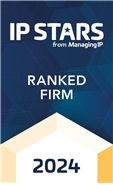 IP STARS
from Managing IP
RANKED
FIRM
2024